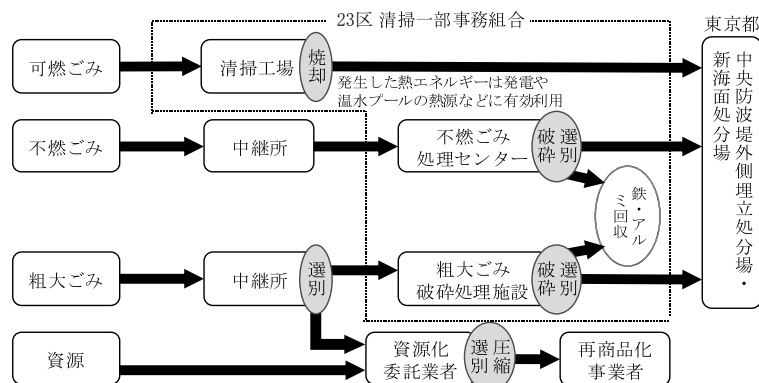 23区 清掃一部事務組合
東京都
可燃ごみ
清掃工場
焼却
発生した熱エネルギーは発電や
温水プールの熱源などに有効利用
中央防波堤外側埋立処分場・
新海面処分場
不燃ごみ
中継所
不燃ごみ
処理センター
破砕
選別
鉄・アル
ミ回収
粗大ごみ
中継所
選別
粗大ごみ
破砕処理施設
破砕
選別
資源
資源化
委託業者
選別
圧縮
再商品化
事業者